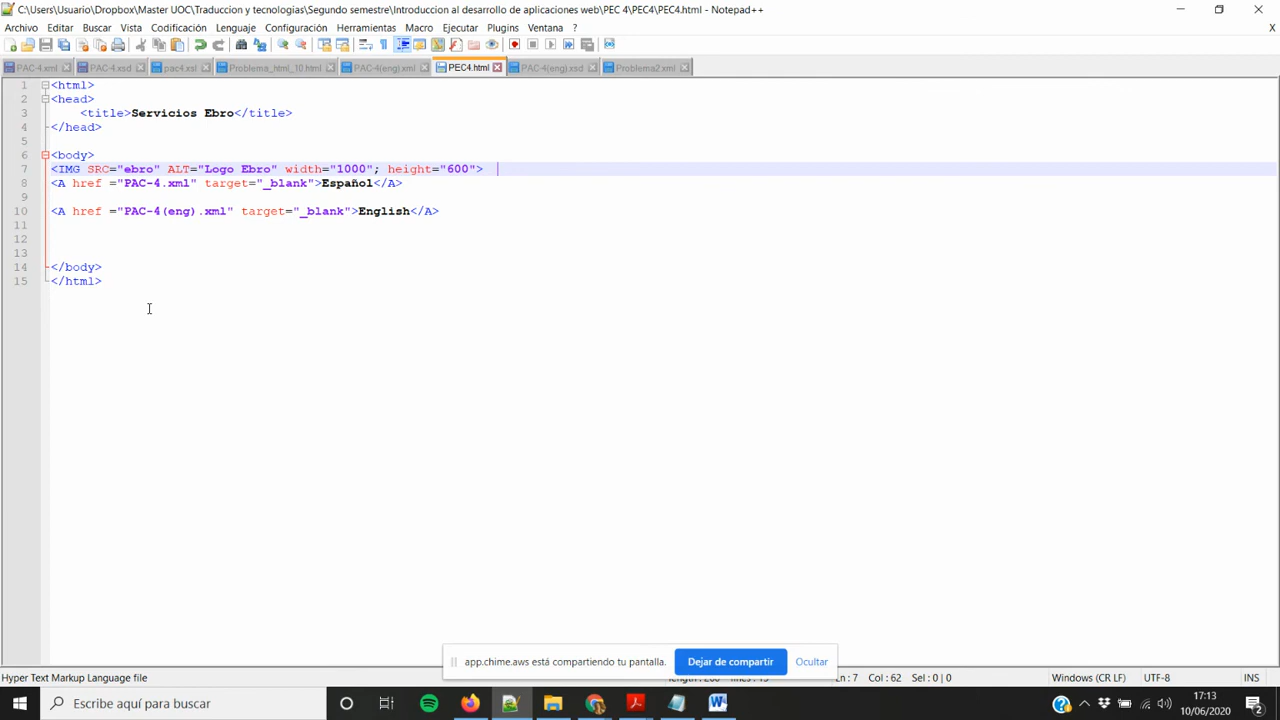 C:\Users\Usuario\Dropbox\Master UOC\Traduccion y tecnologias\Segundo semestre\Introduccion al desarrollo de aplicaciones web\PEC 4\PEC4\PEC4.html - Notepad++
Archivo Editar Buscar Vista Codificación Lenguaje Configuración Herramientas Macro Ejecutar Plugins Ventana ? X
PAC-4.xml PAC-4.xsd pac4.xsl Problema_html_10.html PAC-4(eng).xml PEC4.html PAC-4(eng).xsd Problema2.xml
1 <html>
2 <head>
3 <title>Servicios Ebro</title>
4 </head>
5
6 <body>
7 <IMG SRC="ebro" ALT="Logo Ebro" width="1000"; height="600">
8 <A href ="PAC-4.xml" target="_blank">Español</A>
9
10 <A href ="PAC-4(eng).xml" target="_blank">English</A>
11
12
13
14 </body>
15 </html>
app.chime.aws está compartiendo tu pantalla. Dejar de compartir Ocultar
Hyper Text Markup Language file Ln : 7 Col : 62 Sel : 0 | 0 Windows (CR LF) UTF-8 INS
Escribe aquí para buscar
17:13
10/06/2020
2